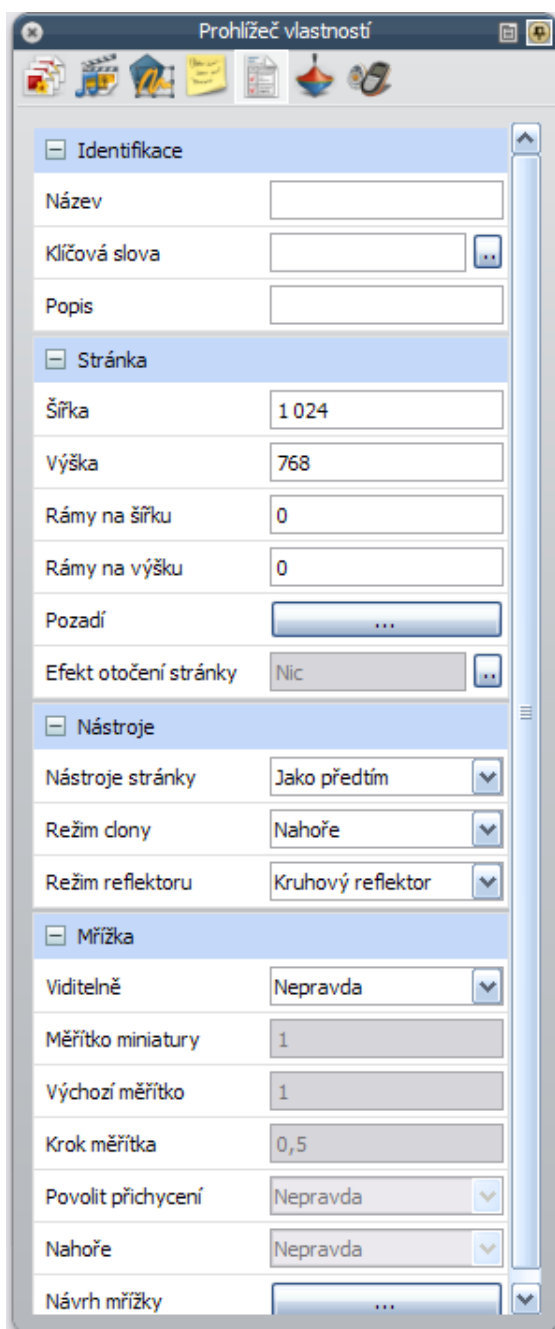 Prohlížeč vlastností
Identifikace
Název
Klíčová slova ..
Popis
Stránka
Šířka 1 024
Výška 768
Rámy na šířku 0
Rámy na výšku 0
Pozadí ...
Efekt otočení stránky Nic ..
Nástroje
Nástroje stránky Jako předtím
Režim clony Nahoře
Režim reflektoru Kruhový reflektor
Mřížka
Viditelně Nepravda
Měřítko miniatury 1
Výchozí měřítko 1
Krok měřítka 0,5
Povolit přichycení Nepravda
Nahoře Nepravda
Návrh mřížky ...